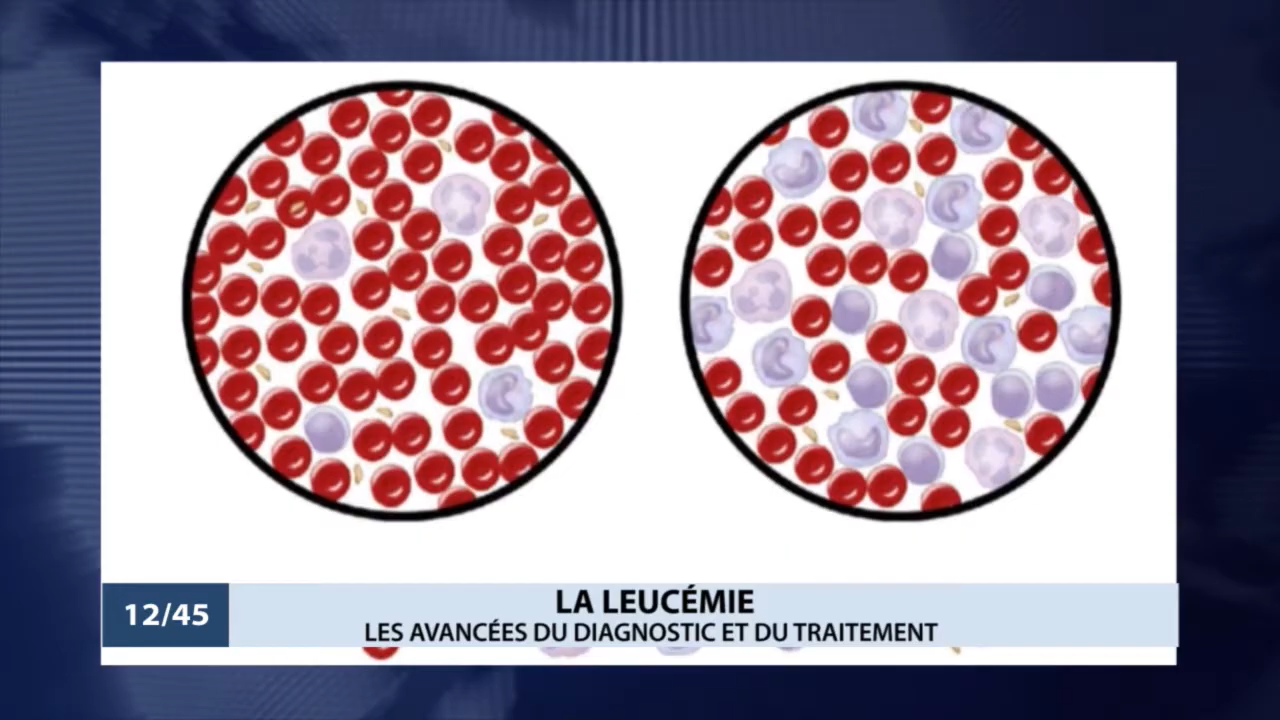 12/45
LA LEUCÉMIE
LES AVANCÉES DU DIAGNOSTIC ET DU TRAITEMENT